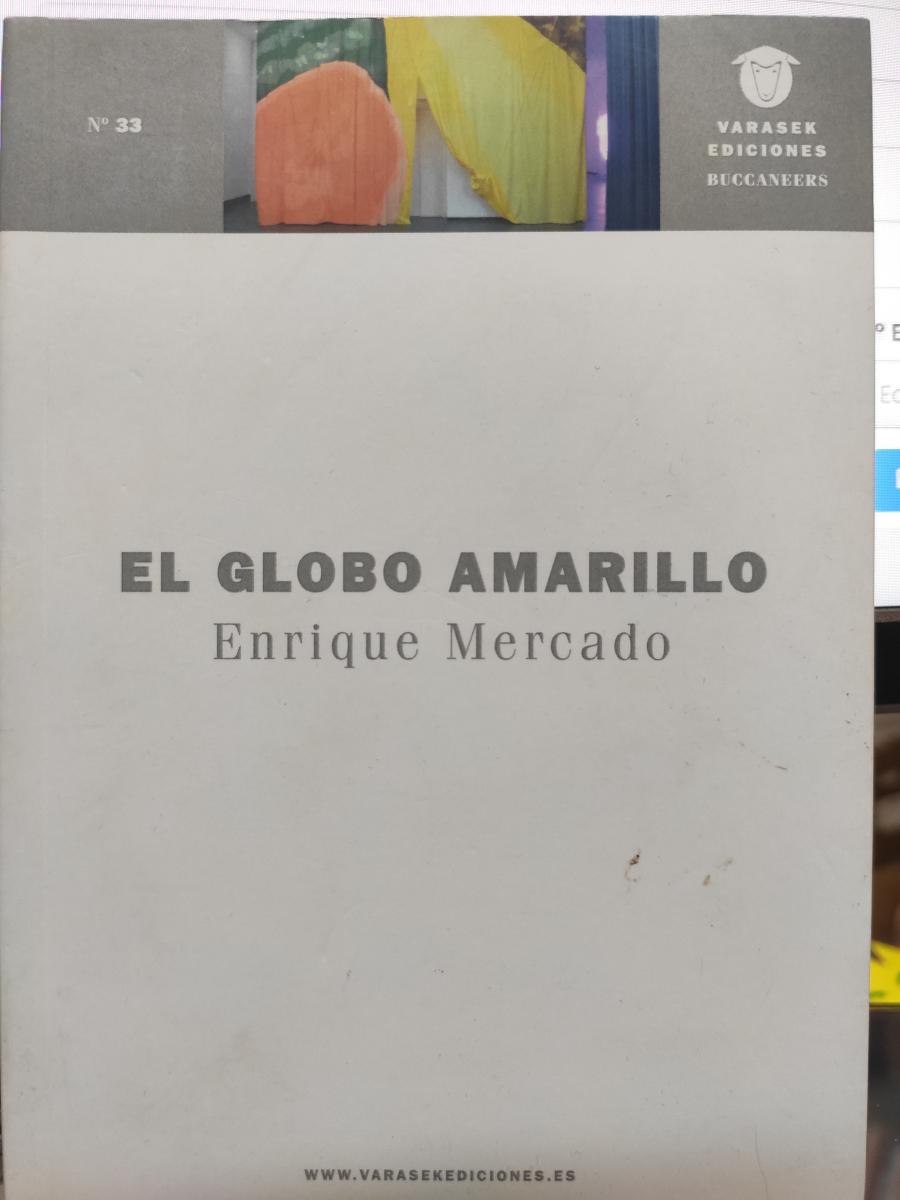 Nº 33
VARASEK
EDICIONES
BUCCANEERS
EL GLOBO AMARILLO
Enrique Mercado
WWW.VARASEKEDICIONES.ES